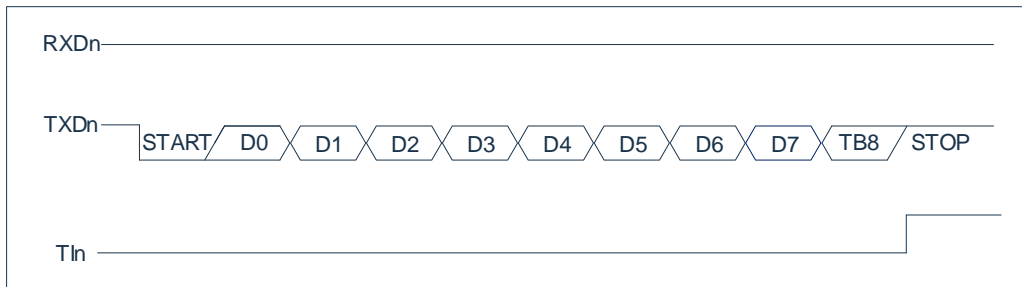 RXDn
TXDn
START D0 D1 D2 D3 D4 D5 D6 D7 TB8 STOP
TIn